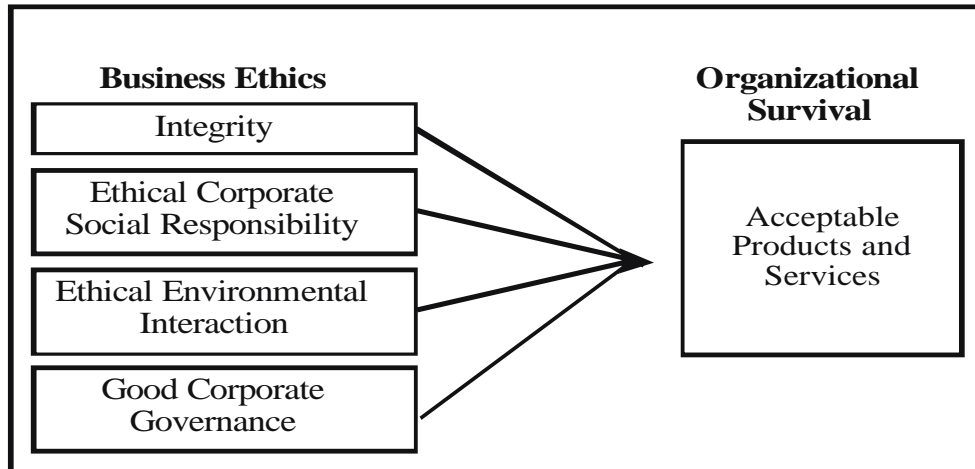 Business Ethics
Integrity
Ethical Corporate
Social Responsibility
Ethical Environmental
Interaction
Good Corporate
Governance
Organizational
Survival
Acceptable
Products and
Services